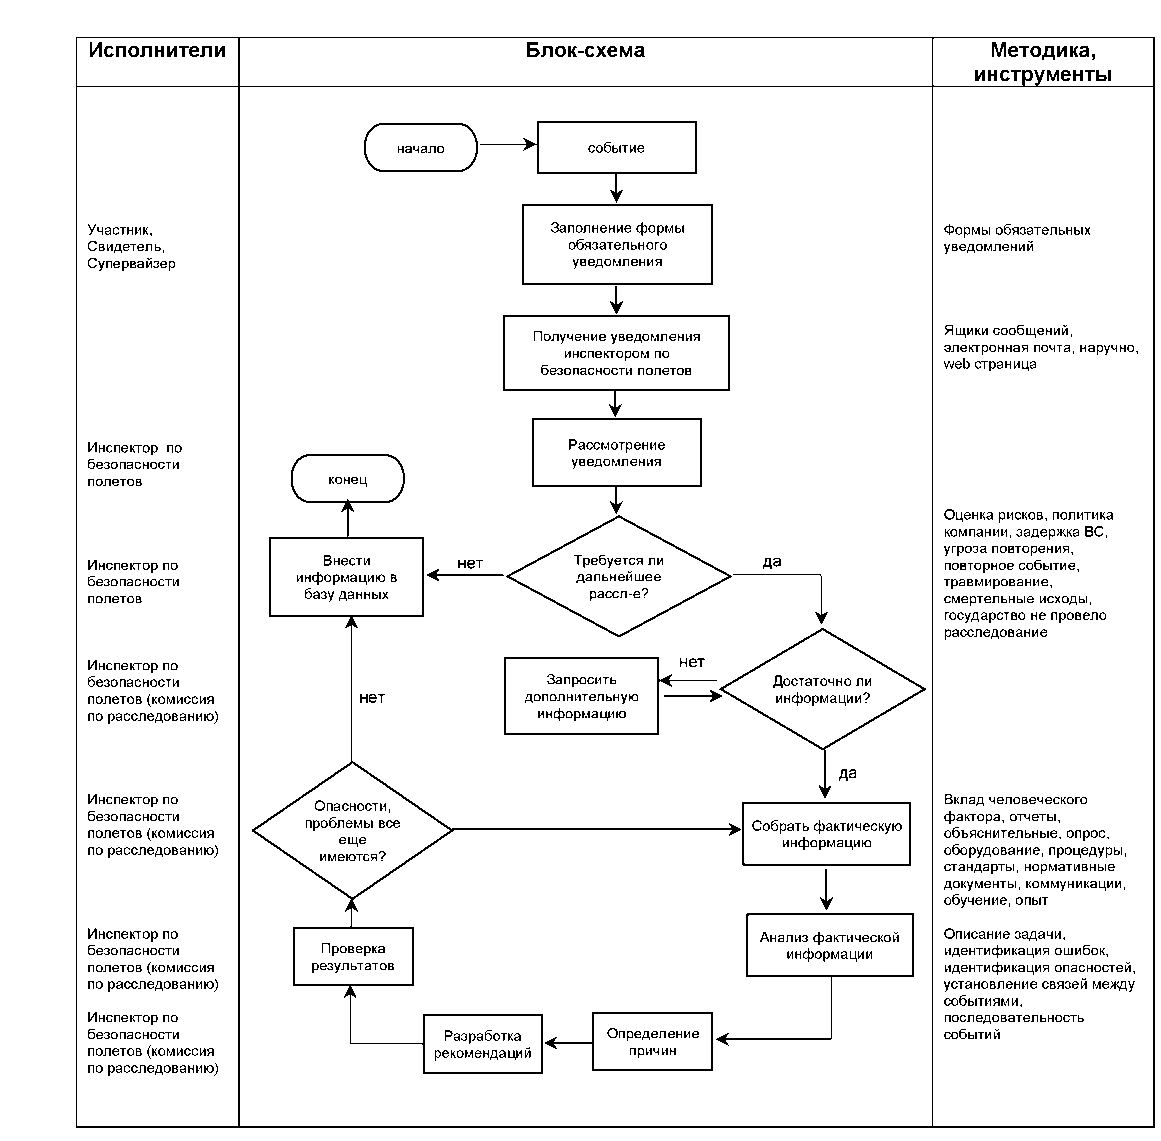 Исполнители
Блок-схема
Методика,
инструменты
начало
событие
Участник,
Свидетель,
Супервайзер
Заполнение формы
обязательного
уведомления
Формы обязательных
уведомлений
Получение уведомления
инспектором по
безопасности полетов
Ящики сообщений,
электронная почта, наручно,
web страница
Инспектор по
безопасности
полетов
конец
Рассмотрение
уведомления
Инспектор по
безопасности
полетов
Внести
информацию в
базу данных
нет
Требуется ли
дальнейшее
рассл-е?
да
Оценка рисков, политика
компании, задержка ВС,
угроза повторения,
повторное событие,
травмирование,
смертельные исходы,
государство не провело
расследование
Инспектор по
безопасности
полетов (комиссия
по расследованию)
нет
Запросить
дополнительную
информацию
нет
Достаточно ли
информации?
да
Инспектор по
безопасности
полетов (комиссия
по расследованию)
Опасности,
проблемы все
еще
имеются?
Собрать фактическую
информацию
Вклад человеческого
фактора, отчеты,
объяснительные, опрос,
оборудование, процедуры,
стандарты, нормативные
документы, коммуникации,
обучение, опыт
Инспектор по
безопасности
полетов (комиссия
по расследованию)
Проверка
результатов
Анализ фактической
информации
Описание задачи,
идентификация ошибок,
идентификация опасностей,
установление связей между
событиями,
последовательность
событий
Инспектор по
безопасности
полетов (комиссия
по расследованию)
Разработка
рекомендаций
Определение
причин